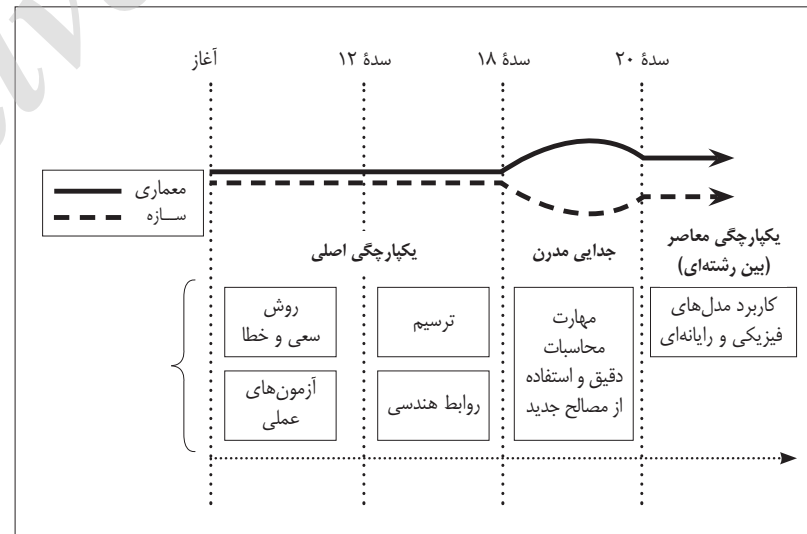 آغاز
سدهٔ ۱۲
سدهٔ ۱۸
سدهٔ ۲۰
معماری
ســازه
یکپارچگی اصلی
جدایی مدرن
یکپارچگی معاصر
(بین رشته‌ای)
روش
سعی و خطا
ترسیم
مهارت
محاسبات
دقیق و استفاده
از مصالح جدید
کاربرد مدل‌های
فیزیکی و رایانه‌ای
آزمون‌های
عملی
روابط هندسی